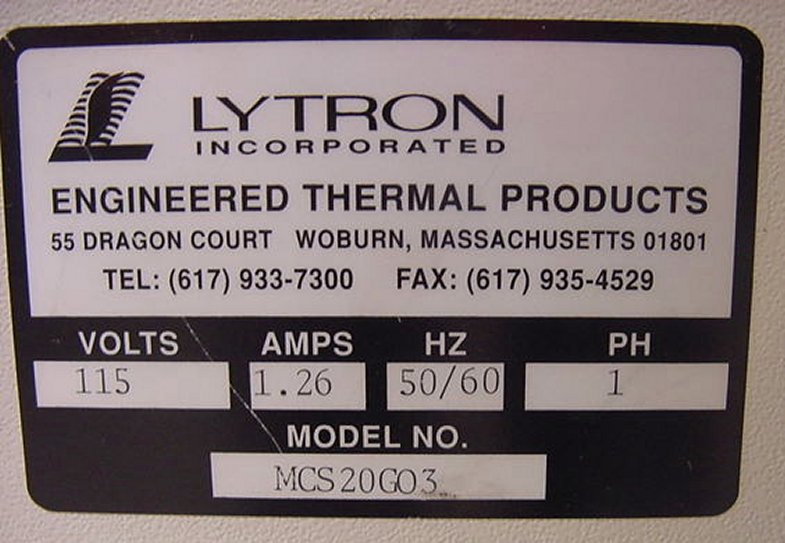 LYTRON
INCORPORATED
ENGINEERED THERMAL PRODUCTS
55 DRAGON COURT WOBURN, MASSACHUSETTS 01801
TEL: (617) 933-7300 FAX: (617) 935-4529
VOLTS AMPS HZ PH
115 1.26 50/60 1
MODEL NO.
MCS20GO3